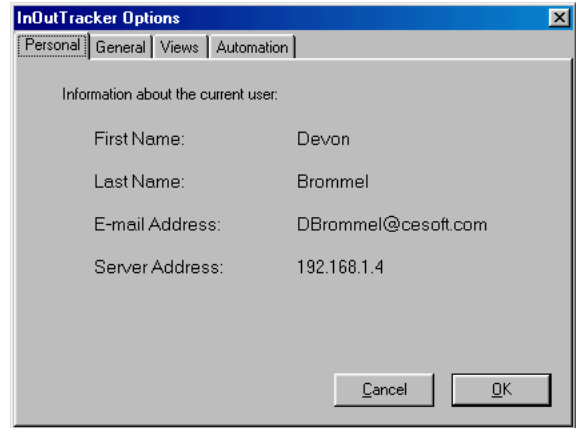 InOutTracker Options
Personal General Views Automation
Information about the current user:
First Name: Devon
Last Name: Brommel
E-mail Address: DBrommel@cesoft.com
Server Address: 192.168.1.4
Cancel OK